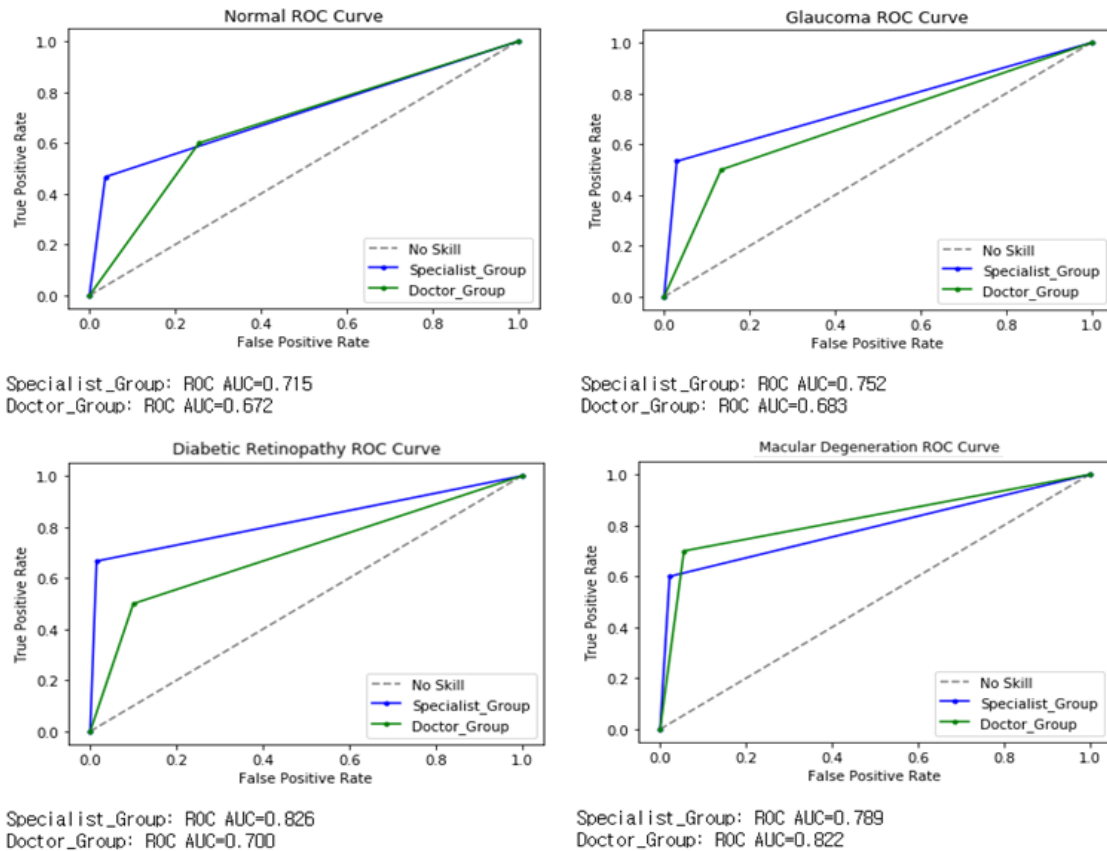 Normal ROC Curve
True Positive Rate
1.0
0.8
0.6
0.4
0.2
0.0
No Skill
Specialist_Group
Doctor_Group
0.0 0.2 0.4 0.6 0.8 1.0
False Positive Rate
Specialist_Group: ROC AUC=0.715
Doctor_Group: ROC AUC=0.672
Glaucoma ROC Curve
True Positive Rate
1.0
0.8
0.6
0.4
0.2
0.0
No Skill
Specialist_Group
Doctor_Group
0.0 0.2 0.4 0.6 0.8 1.0
False Positive Rate
Specialist_Group: ROC AUC=0.752
Doctor_Group: ROC AUC=0.683
Diabetic Retinopathy ROC Curve
True Positive Rate
1.0
0.8
0.6
0.4
0.2
0.0
No Skill
Specialist_Group
Doctor_Group
0.0 0.2 0.4 0.6 0.8 1.0
False Positive Rate
Specialist_Group: ROC AUC=0.826
Doctor_Group: ROC AUC=0.700
Macular Degeneration ROC Curve
True Positive Rate
1.0
0.8
0.6
0.4
0.2
0.0
No Skill
Specialist_Group
Doctor_Group
0.0 0.2 0.4 0.6 0.8 1.0
False Positive Rate
Specialist_Group: ROC AUC=0.789
Doctor_Group: ROC AUC=0.822